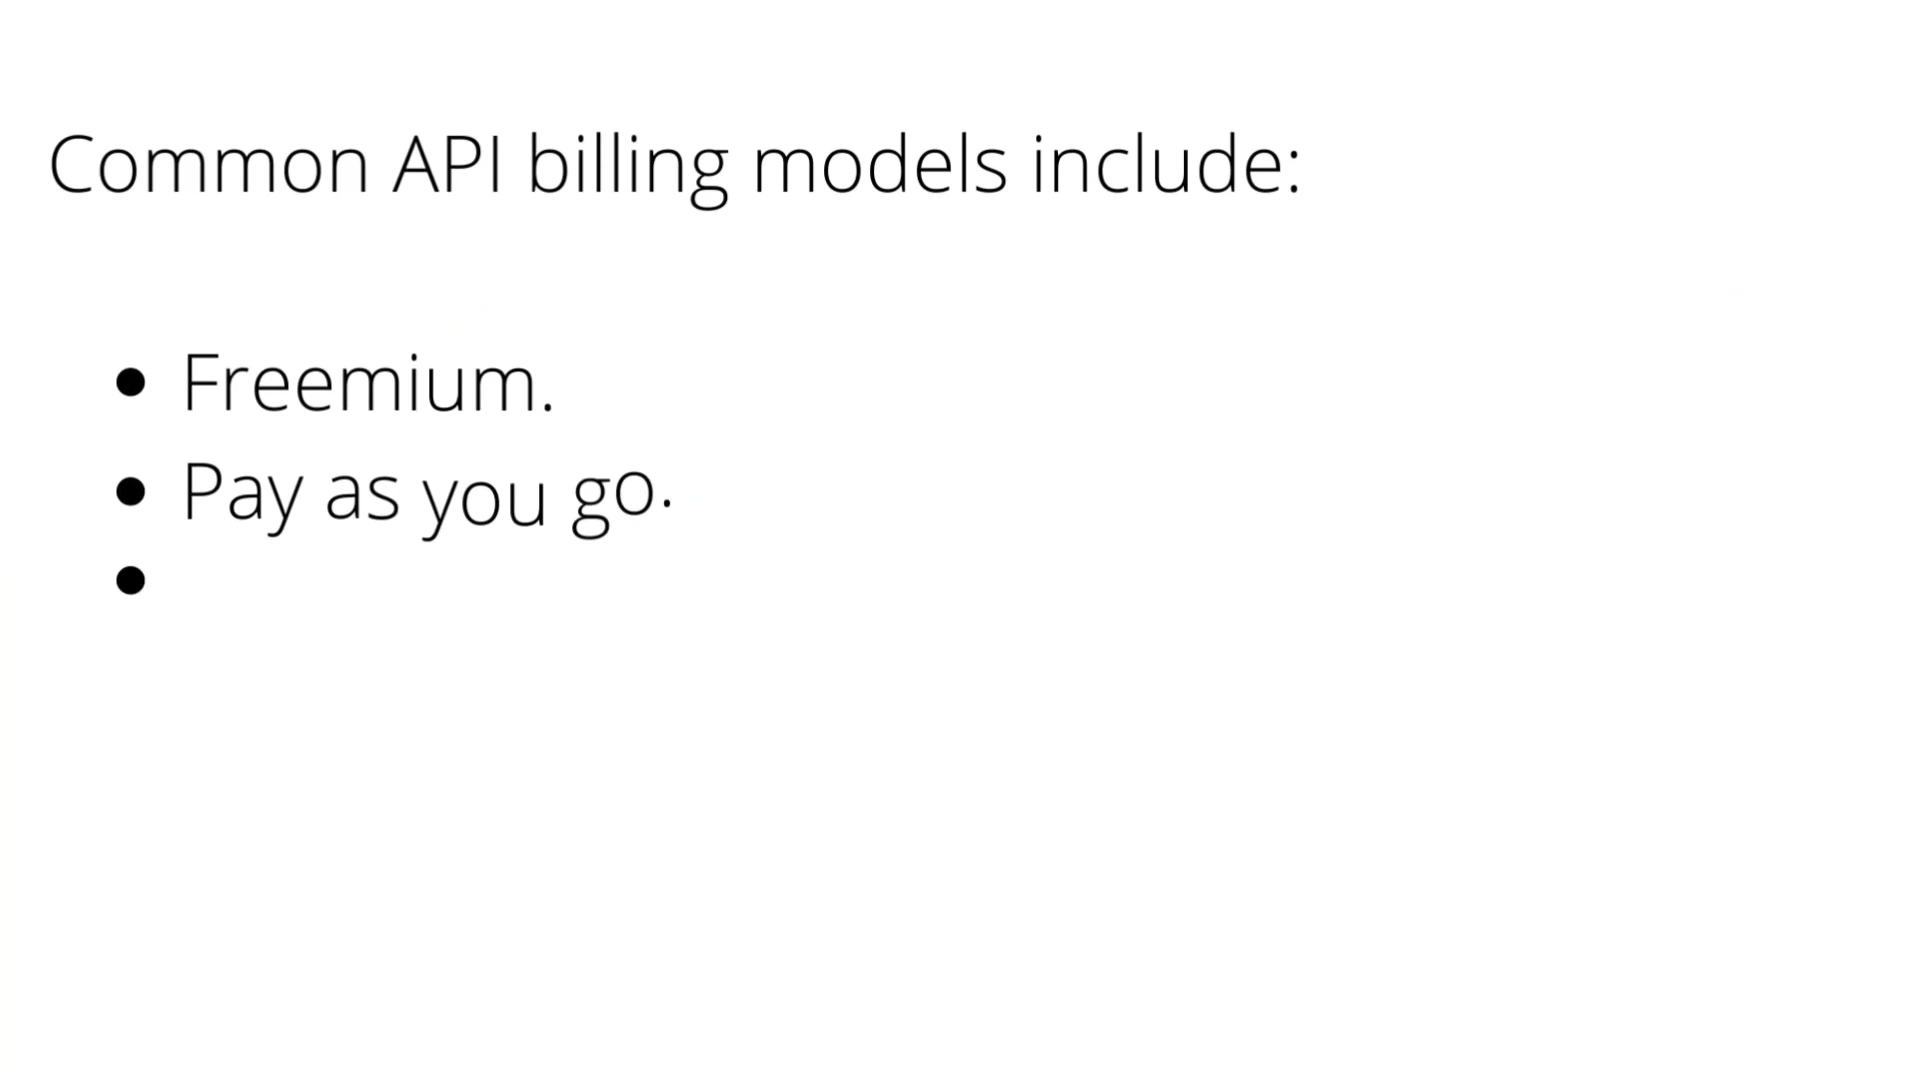 Common API billing models include:
• Freemium.
• Pay as you go.
•